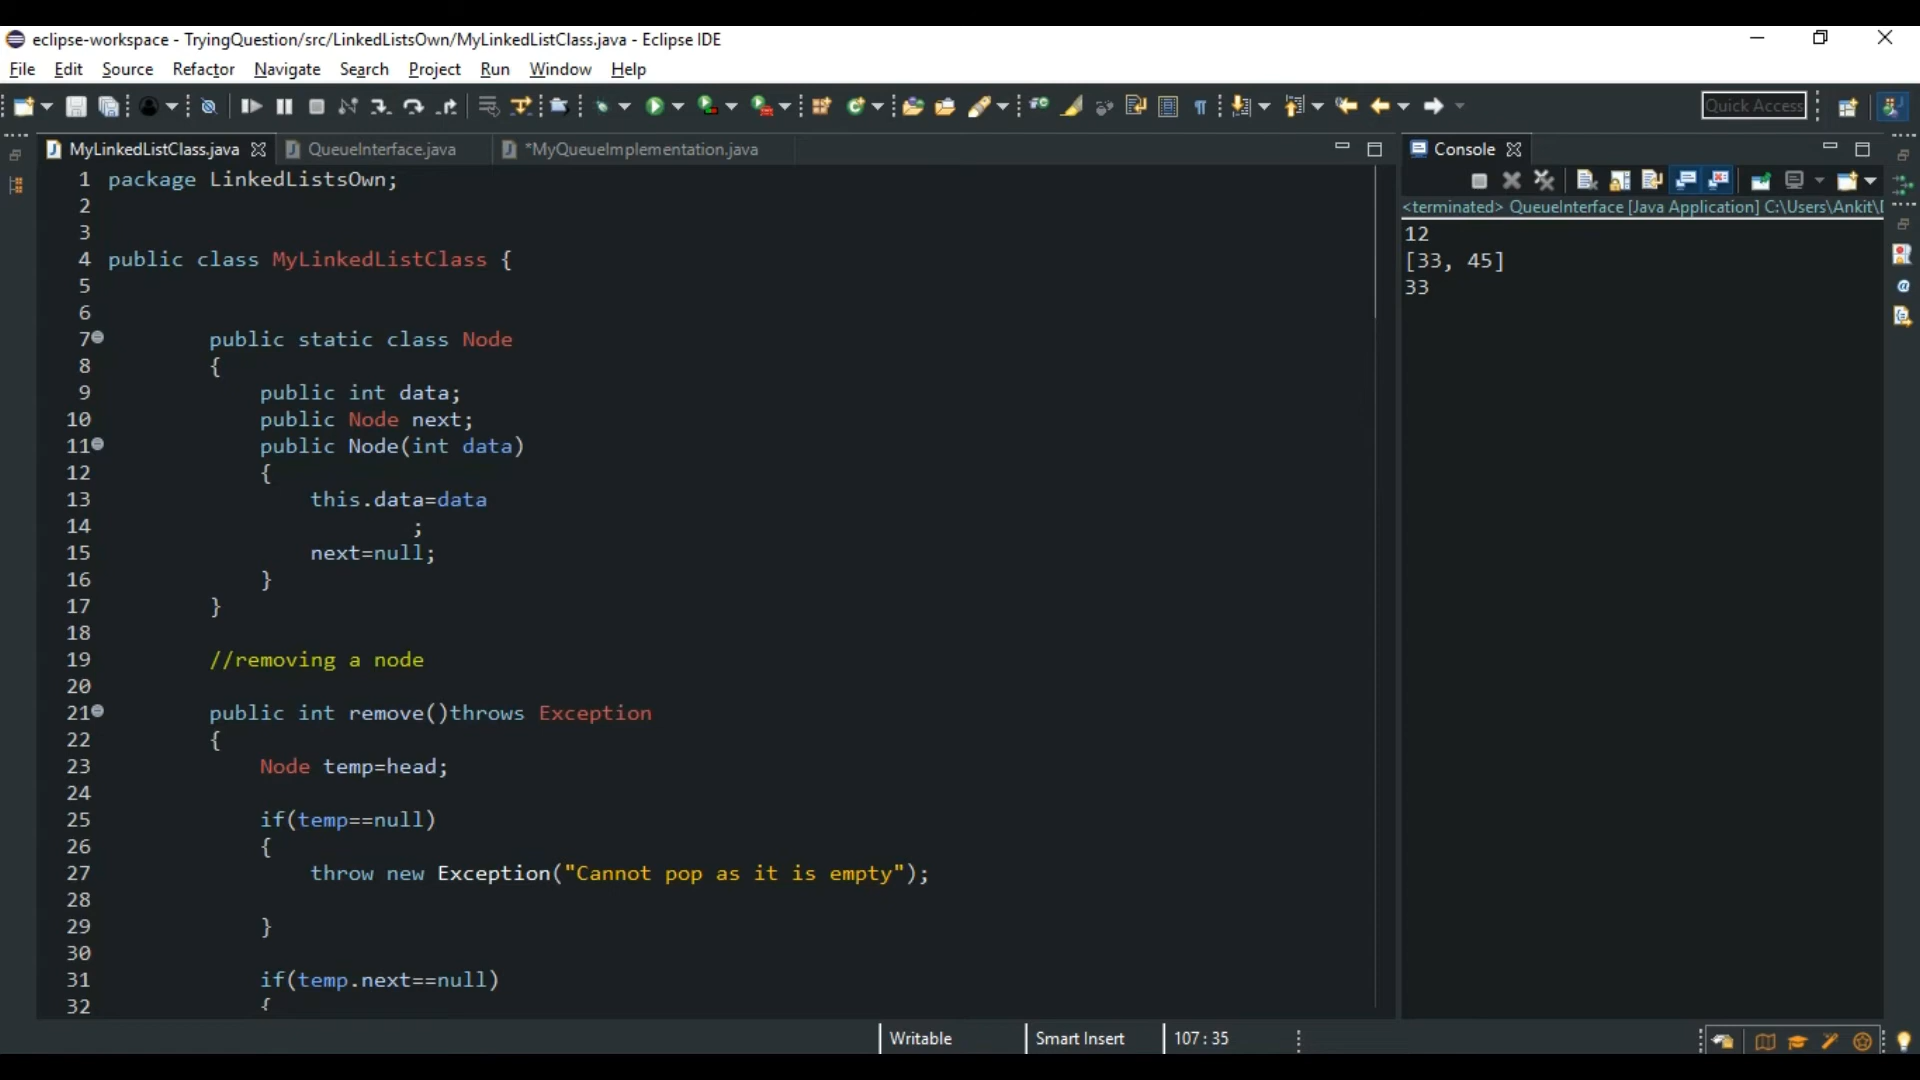 eclipse-workspace - TryingQuestion/src/LinkedListsOwn/MyLinkedListClass.java - Eclipse IDE
File Edit Source Refactor Navigate Search Project Run Window Help
Quick Access
MyLinkedListClass.java QueueInterface.java *MyQueueImplementation.java Console
1 package LinkedListsOwn;
2
3
4 public class MyLinkedListClass {
5
6
7 public static class Node
8 {
9 public int data;
10 public Node next;
11 public Node(int data)
12 {
13 this.data=data
14 ;
15 next=null;
16 }
17 }
18
19 //removing a node
20
21 public int remove()throws Exception
22 {
23 Node temp=head;
24
25 if(temp==null)
26 {
27 throw new Exception("Cannot pop as it is empty");
28
29 }
30
31 if(temp.next==null)
32 {
<terminated> QueueInterface [Java Application] C:\Users\Ankit\
12
[33, 45]
33
Writable Smart Insert 107 : 35